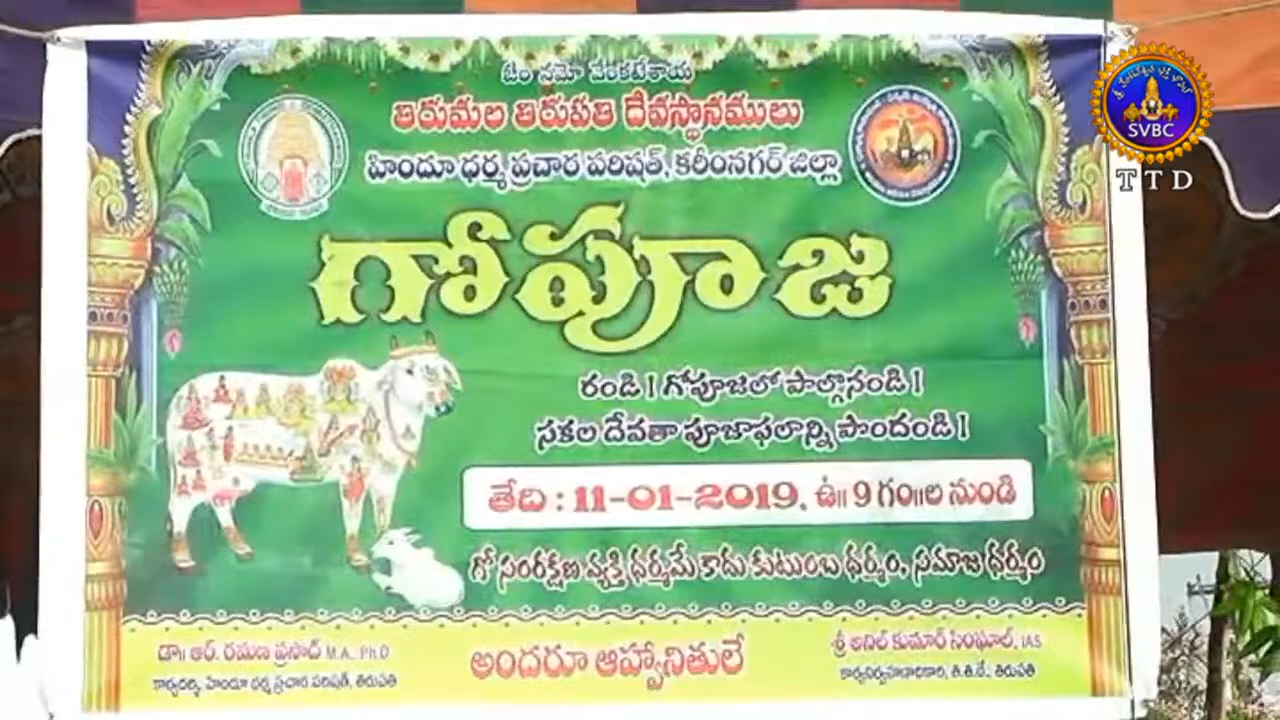 ఓం నమో వేంకటేశాయ
తిరుమల తిరుపతి దేవస్థానములు
హిందూ ధర్మ ప్రచార పరిషత్, కరీంనగర్ జిల్లా
గోపూజ
రండి ! గోపూజలో పాల్గొనండి !
సకల దేవతా పూజాఫలాన్ని పొందండి !
తేది : 11-01-2019, ఉ॥ 9 గం॥ల నుండి
గో సంరక్షణ వ్యక్తి ధర్మమే కాదు కుటుంబ ధర్మం, సమాజ ధర్మం
డా॥ ఆర్. రమణ ప్రసాద్ M.A., Ph.D
కార్యదర్శి, హిందూ ధర్మ ప్రచార పరిషత్, తిరుపతి
అందరూ ఆహ్వానితులే
శ్రీ అనిల్ కుమార్ సింఘాల్, IAS
కార్యనిర్వహణాధికారి, తి.తి.దే., తిరుపతి
SVBC
TTD